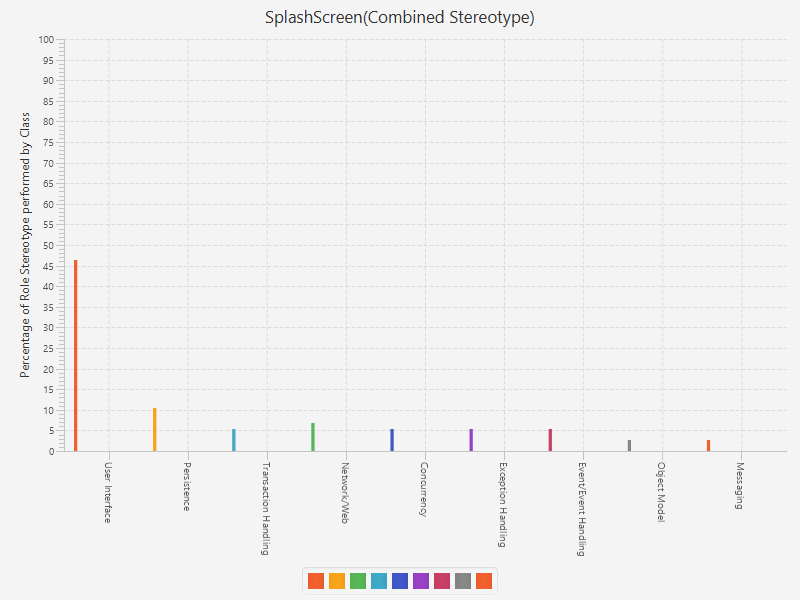 SplashScreen(Combined Stereotype)
Percentage of Role Stereotype performed by Class
100
95
90
85
80
75
70
65
60
55
50
45
40
35
30
25
20
15
10
5
0
User Interface
Persistence
Transaction Handling
Network/Web
Concurrency
Exception Handling
Event/Event Handling
Object Model
Messaging